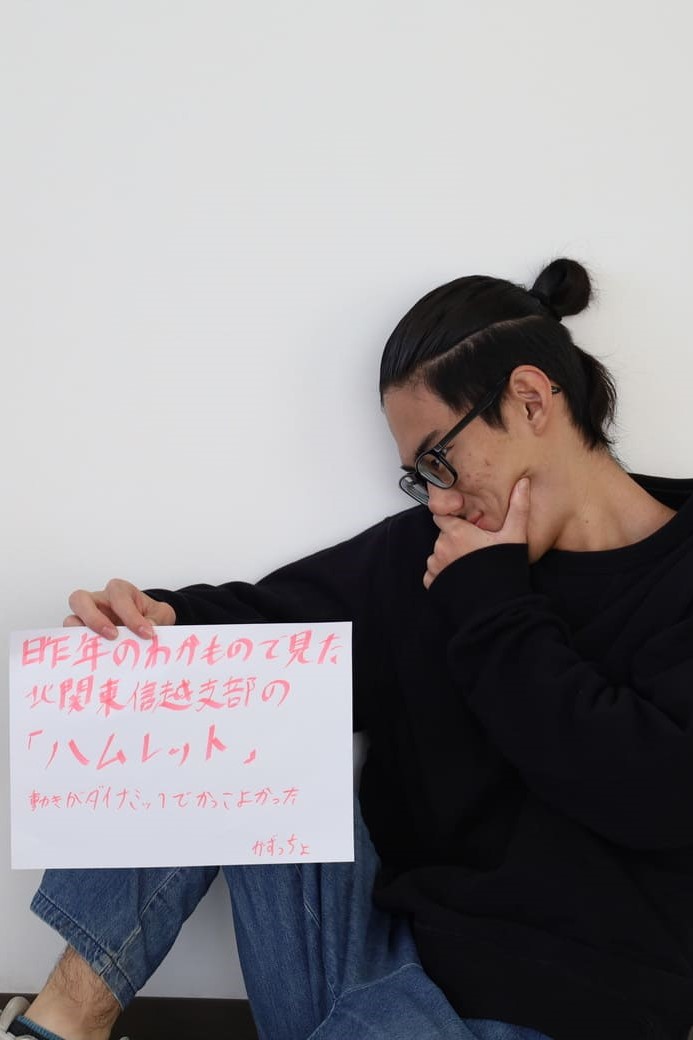 昨年のわかもので見た
北関東信越支部の
「ハムレット」
動きがダイナミックでかっこよかった
かずっちょ